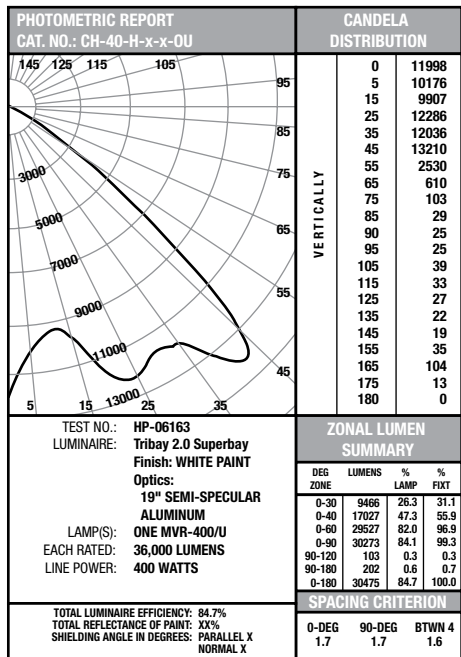 PHOTOMETRIC REPORT
CAT. NO.: CH-40-H-x-x-OU
145 125 115 105
95
85
75
65
55
45
3000
5000
7000
9000
11000
13000
5 15 25 35
CANDELA
DISTRIBUTION
VERTICALLY
0 11998
5 10176
15 9907
25 12286
35 12036
45 13210
55 2530
65 610
75 103
85 29
90 25
95 25
105 39
115 33
125 27
135 22
145 19
155 35
165 104
175 13
180 0
TEST NO.: HP-06163
LUMINAIRE: Tribay 2.0 Superbay
Finish: WHITE PAINT
Optics:
19" SEMI-SPECULAR
ALUMINUM
LAMP(S): ONE MVR-400/U
EACH RATED: 36,000 LUMENS
LINE POWER: 400 WATTS
ZONAL LUMEN
SUMMARY
DEG LUMENS % %
ZONE LAMP FIXT
0-30 9466 26.3 31.1
0-40 17027 47.3 55.9
0-60 29527 82.0 96.9
0-90 30273 84.1 99.3
90-120 103 0.3 0.3
90-180 202 0.6 0.7
0-180 30475 84.7 100.0
TOTAL LUMINAIRE EFFICIENCY: 84.7%
TOTAL REFLECTANCE OF PAINT: XX%
SHIELDING ANGLE IN DEGREES: PARALLEL X
NORMAL X
SPACING CRITERION
0-DEG 90-DEG BTWN 4
1.7 1.7 1.6